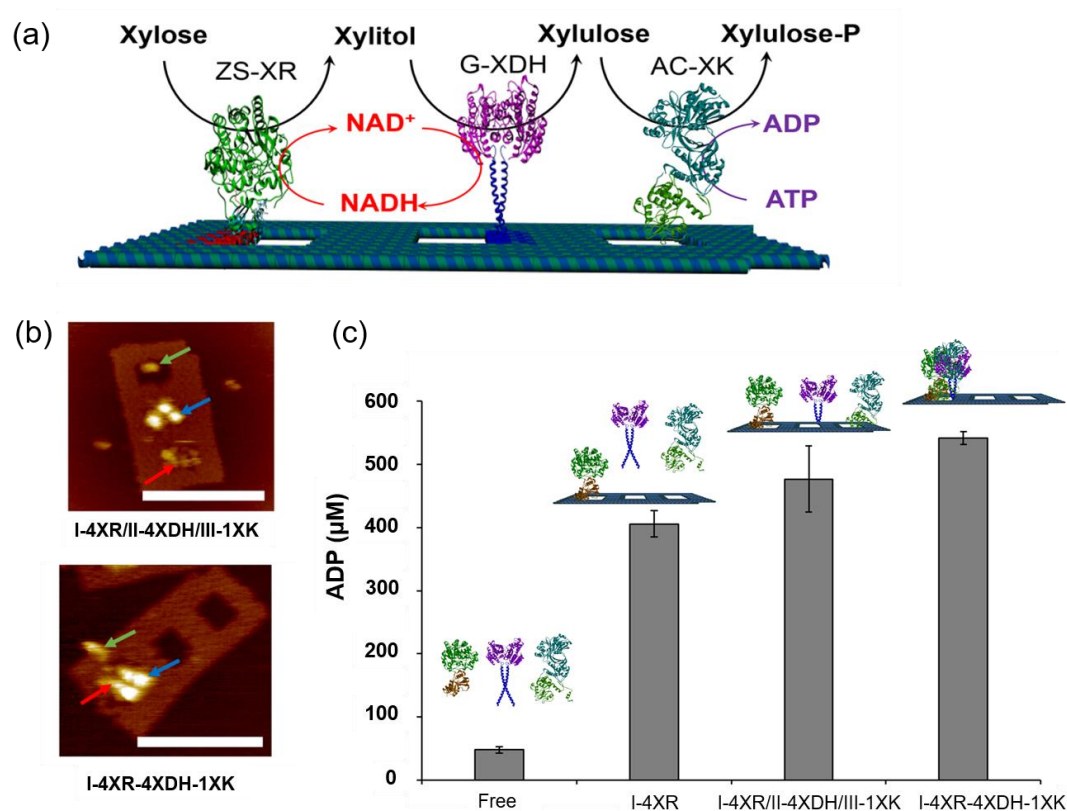 (a)
Xylose Xylitol Xylulose Xylulose-P
ZS-XR G-XDH AC-XK
NAD⁺ ADP
NADH ATP
(b)
I-4XR/II-4XDH/III-1XK
I-4XR-4XDH-1XK
(c)
ADP (µM)
600
500
400
300
200
100
0
Free I-4XR I-4XR/II-4XDH/III-1XK I-4XR-4XDH-1XK